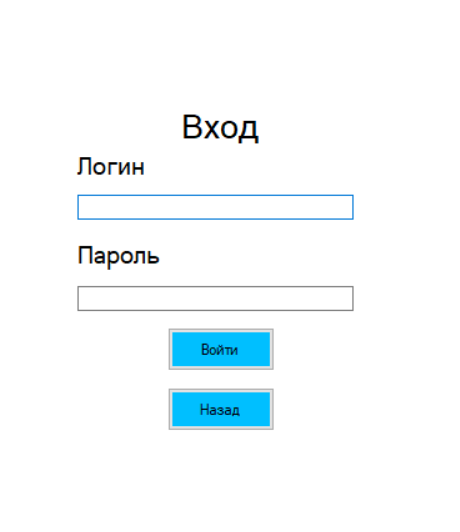 Вход
Логин
Пароль
Войти
Назад